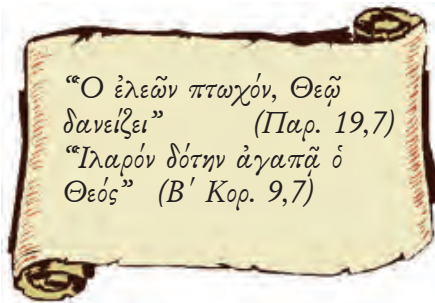 “Ὁ ἐλεῶν πτωχόν, Θεῷ
δανείζει” (Παρ. 19,7)
“Ἱλαρόν δότην ἀγαπᾷ ὁ
Θεός” (Β΄ Κορ. 9,7)